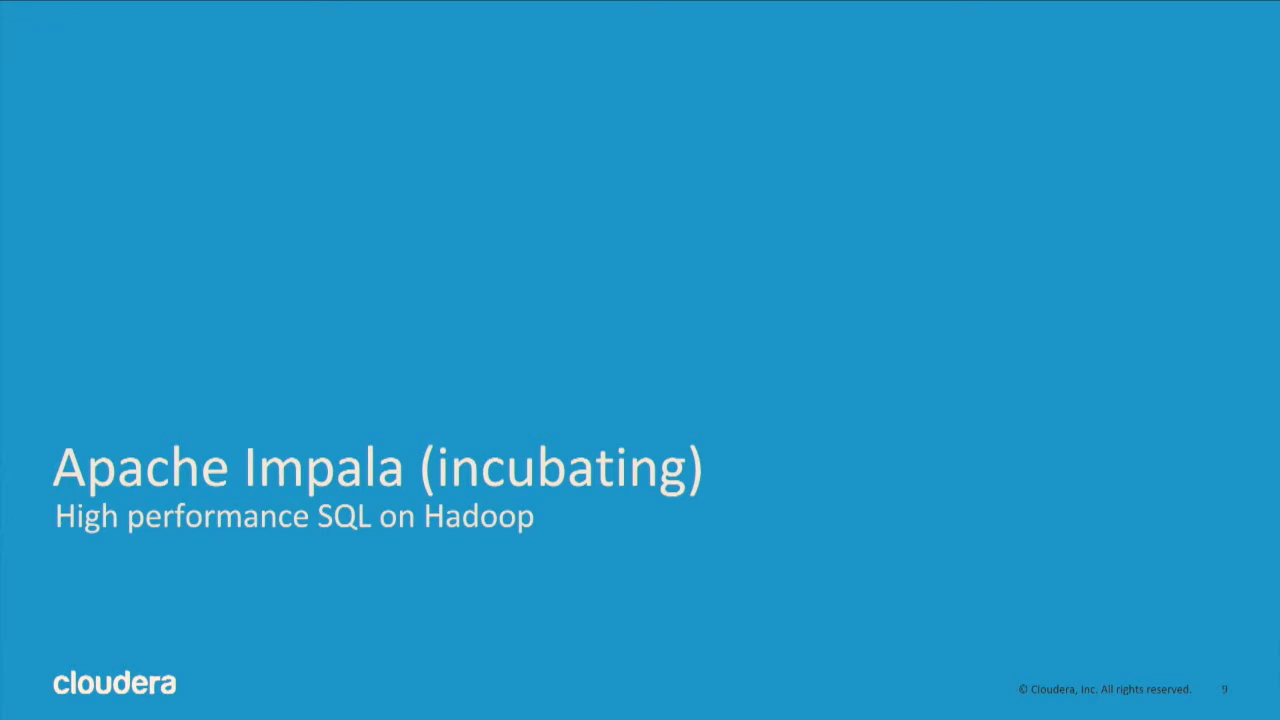 Apache Impala (incubating)
High performance SQL on Hadoop
cloudera
© Cloudera, Inc. All rights reserved. 9